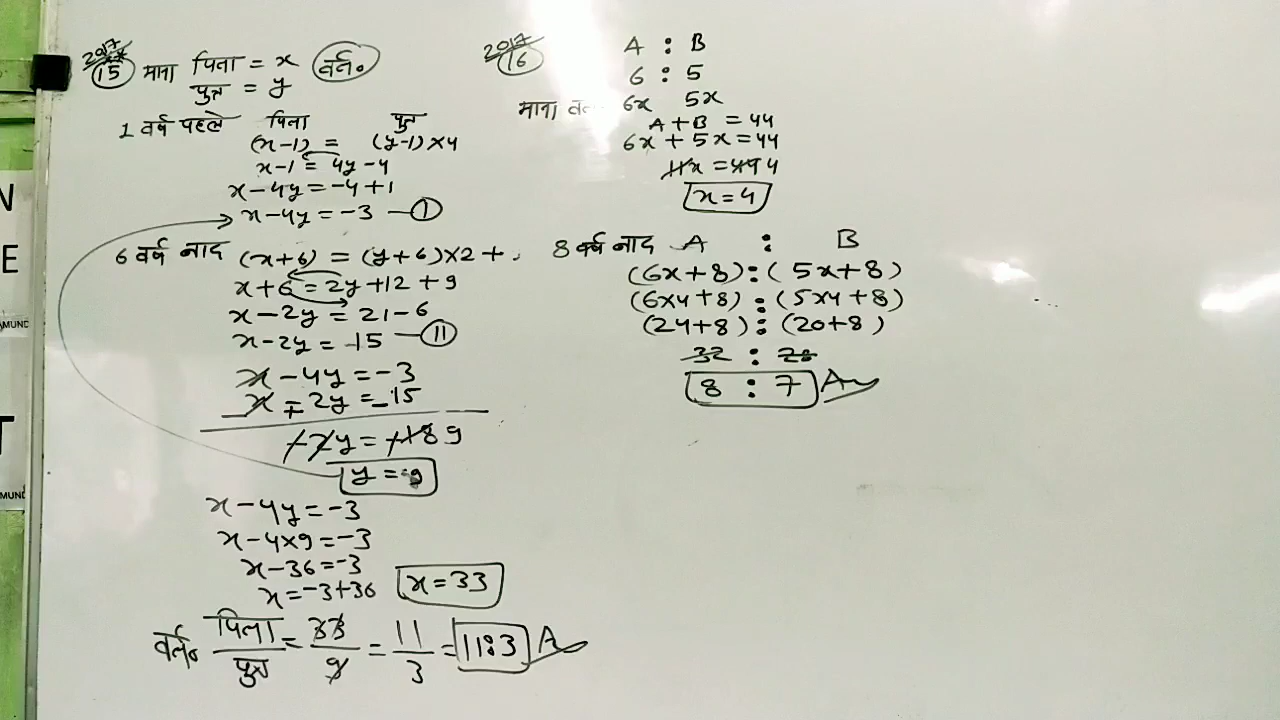 2017
15 माना पिता = x वर्त०
पुत्र = y
1 वर्ष पहले पिता पुत्र
(x-1) = (y-1)×4
x-1 = 4y-4
x-4y = -4+1
x-4y = -3 — I
6 वर्ष बाद (x+6) = (y+6)×2+
x+6 = 2y+12+9
x-2y = 21-6
x-2y = 15 — II
x-4y = -3
x-2y = 15
-2y = -18 9
y = 9
x-4y = -3
x-4×9 = -3
x-36 = -3
x = -3+36 x = 33
वर्त० पिता/पुत्र = 33/9 = 11/3 = 11:3 A
2017
16 A : B
6 : 5
माना 6x 5x
A+B = 44
6x+5x = 44
11x = 44 4
x = 4
8 वर्ष बाद A : B
(6x+8):(5x+8)
(6×4+8):(5×4+8)
(24+8):(20+8)
32 : 28
8 : 7 A
N
E
AMUND
T
AMUND